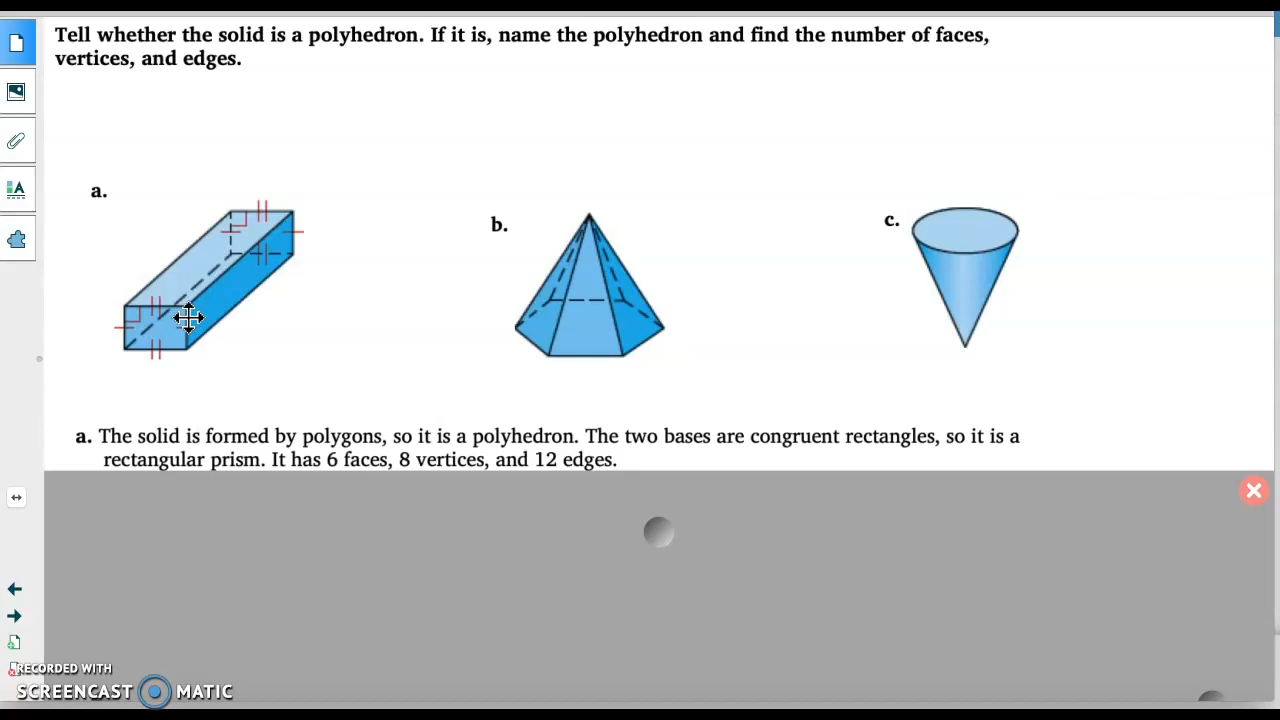 Tell whether the solid is a polyhedron. If it is, name the polyhedron and find the number of faces,
vertices, and edges.
a.
b.
c.
a. The solid is formed by polygons, so it is a polyhedron. The two bases are congruent rectangles, so it is a
rectangular prism. It has 6 faces, 8 vertices, and 12 edges.
RECORDED WITH
SCREENCAST MATIC